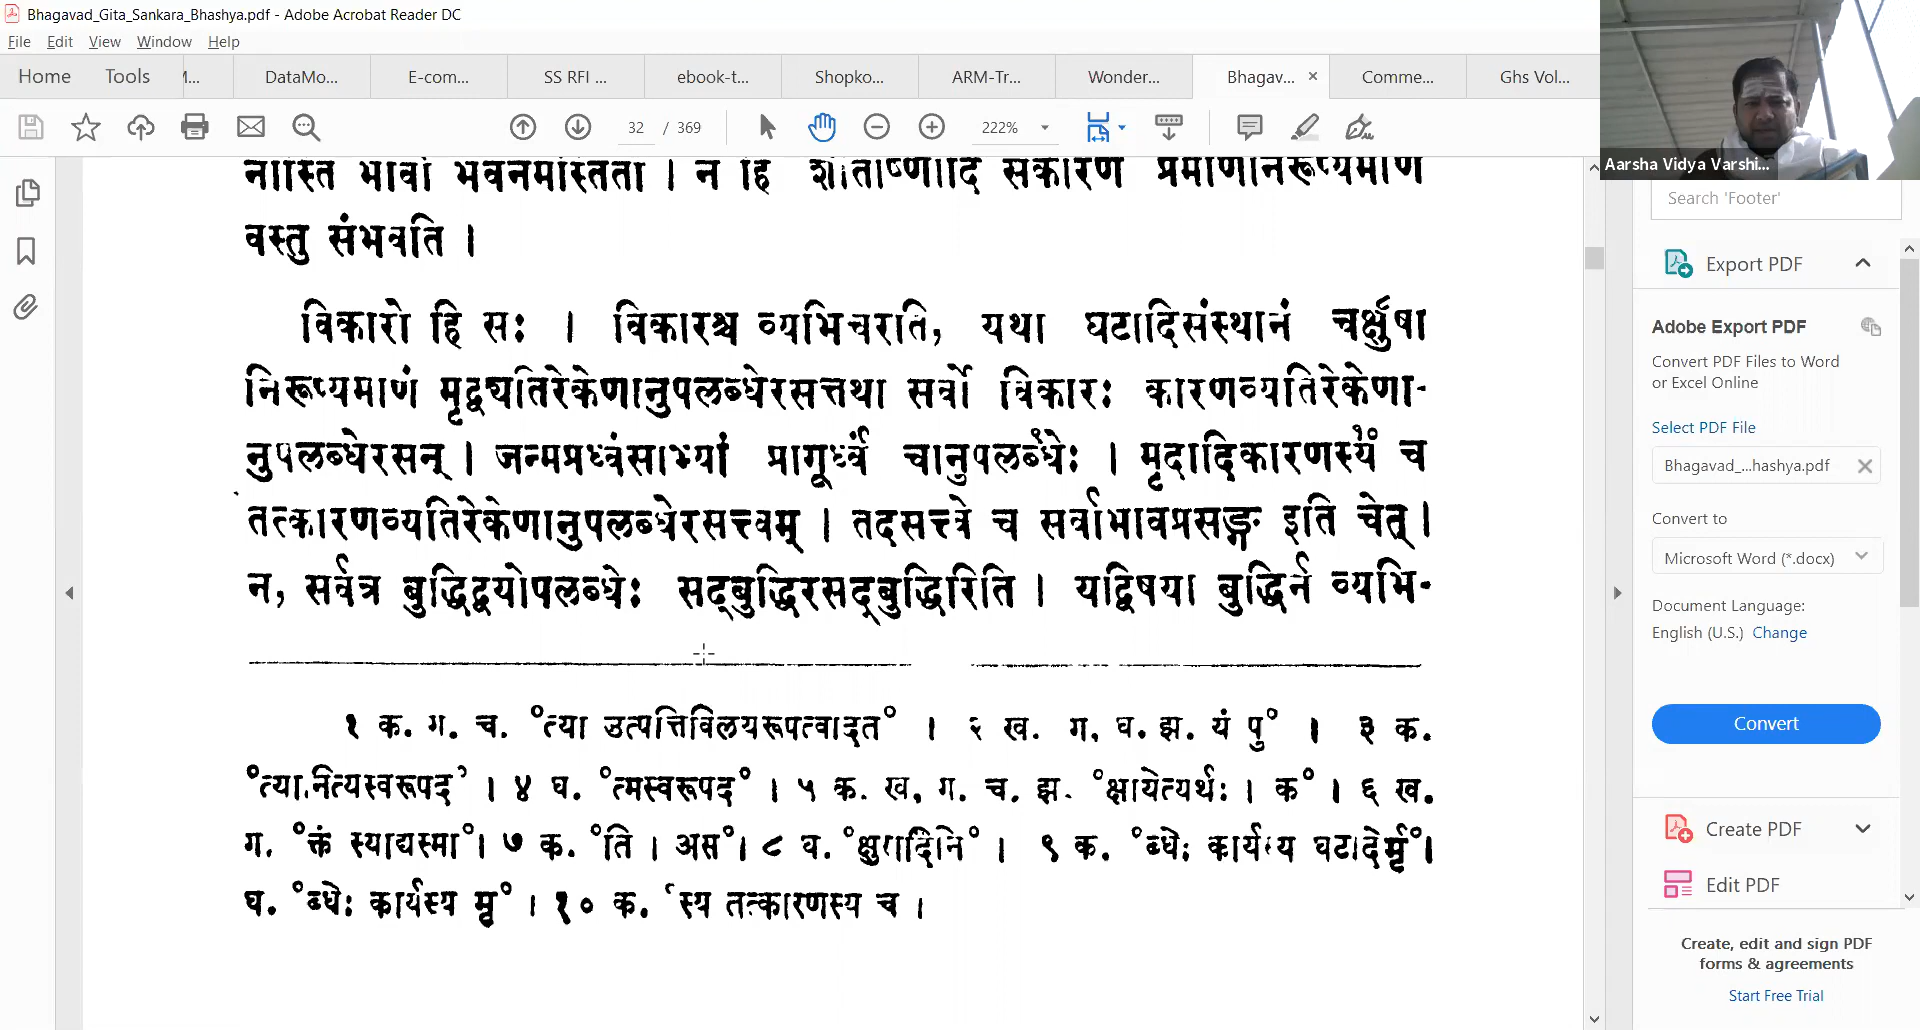 Bhagavad_Gita_Sankara_Bhashya.pdf - Adobe Acrobat Reader DC
File Edit View Window Help
Home Tools DataMo... E-com... SS RFI ... ebook-t... Shopko... ARM-Tr... Wonder... Bhagav... × Comme... Ghs Vol...
32 / 369 222%
Aarsha Vidya Varshi...
नास्ति भावो भवनमस्तिता । न हि शीतोष्णादि सकारणं प्रमाणैर्निरूप्यमाणं
वस्तु संभवति ।
विकारो हि सः । विकारश्च व्यभिचरति, यथा घटादिसंस्थानं चक्षुषा
निरूप्यमाणं मृद्व्यतिरेकेणानुपलब्धेरसत्तथा सर्वो विकारः कारणव्यतिरेकेणा-
नुपलब्धेरसन् । जन्मप्रध्वंसाभ्यां प्रागूर्ध्वं चानुपलब्धेः । मृदादिकारणस्य च
तत्कारणव्यतिरेकेणानुपलब्धेरसत्त्वम् । तदसत्त्वे च सर्वाभावप्रसङ्ग इति चेत् ।
न, सर्वत्र बुद्धिद्वयोपलब्धेः सद्बुद्धिरसद्बुद्धिरिति । यद्विषया बुद्धिर्न व्यभि-
१ क. ग. च. °त्या उत्पत्तिविलयरूपत्वादत° । २ ख. ग. घ. झ. यं पु° । ३ क.
°त्यानित्यस्वरूपद° । ४ घ. °त्मस्वरूपद° । ५ क. ख. ग. च. झ. °क्षायेत्यर्थः । क° । ६ ख.
ग. °क्तं स्याद्यस्मा° । ७ क. °ति । अस° । ८ घ. °क्षुरादिनि° । ९ क. °ब्धेः कार्यस्य घटादेर्मृ° ।
घ. °ब्धेः कार्यस्य मृ° । १० क. °स्य तत्कारणस्य च ।
Search 'Footer'
Export PDF
Adobe Export PDF
Convert PDF Files to Word
or Excel Online
Select PDF File
Bhagavad_...hashya.pdf ×
Convert to
Microsoft Word (*.docx)
Document Language:
English (U.S.) Change
Convert
Create PDF
Edit PDF
Create, edit and sign PDF
forms & agreements
Start Free Trial